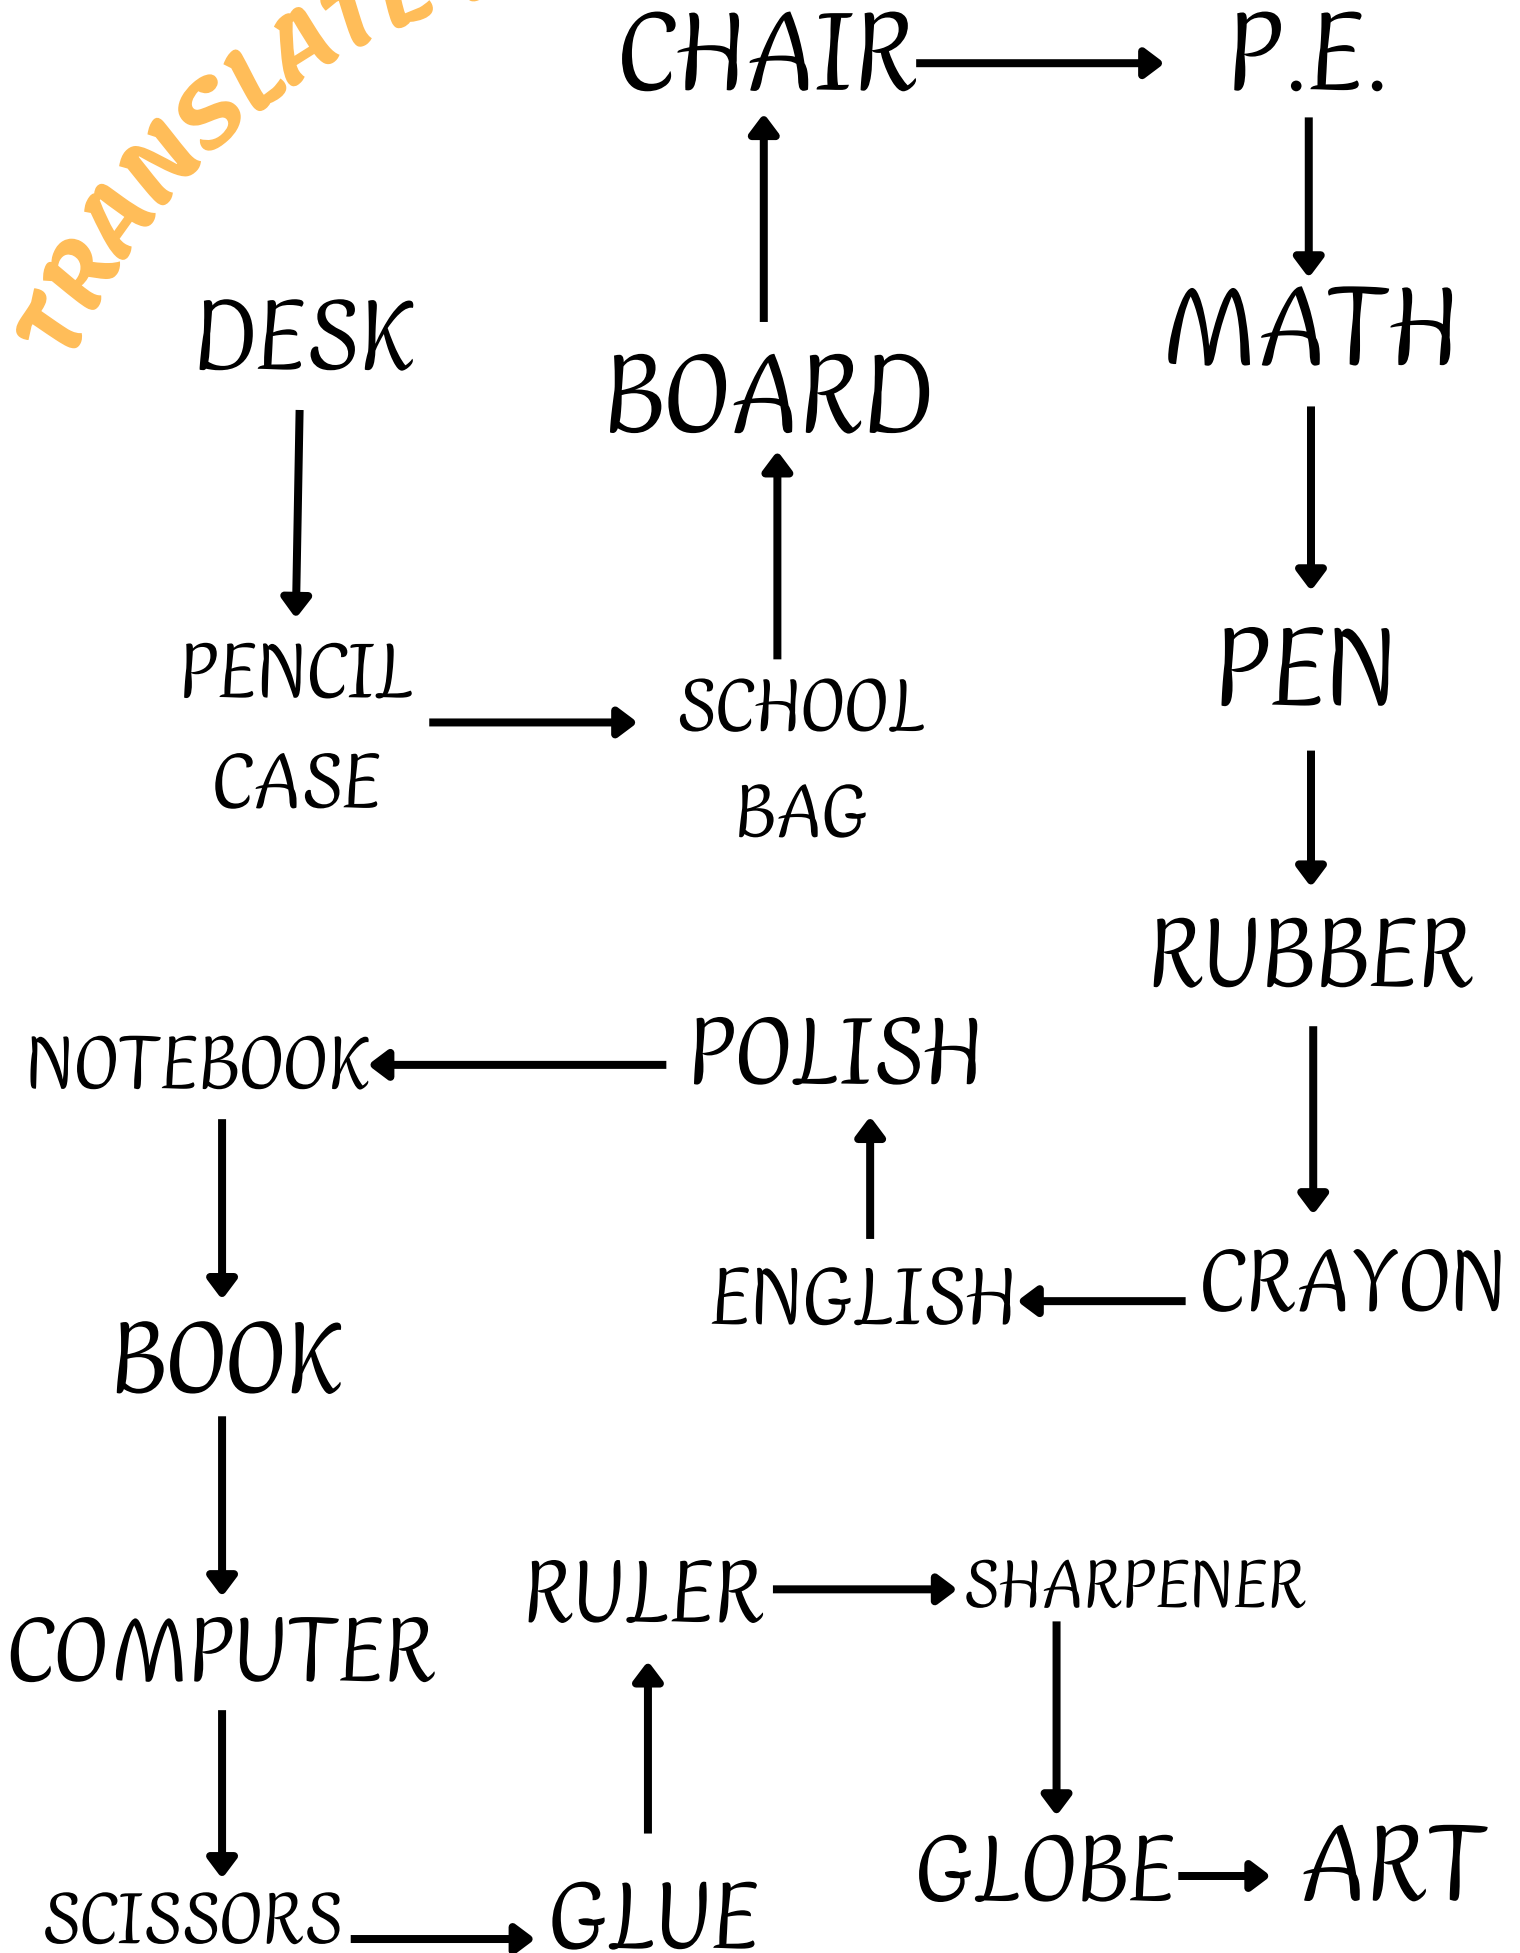 TRANSLATE
CHAIR
P.E.
DESK
BOARD
MATH
PENCIL
CASE
SCHOOL
BAG
PEN
RUBBER
NOTEBOOK
POLISH
ENGLISH
CRAYON
BOOK
COMPUTER
RULER
SHARPENER
SCISSORS
GLUE
GLOBE
ART